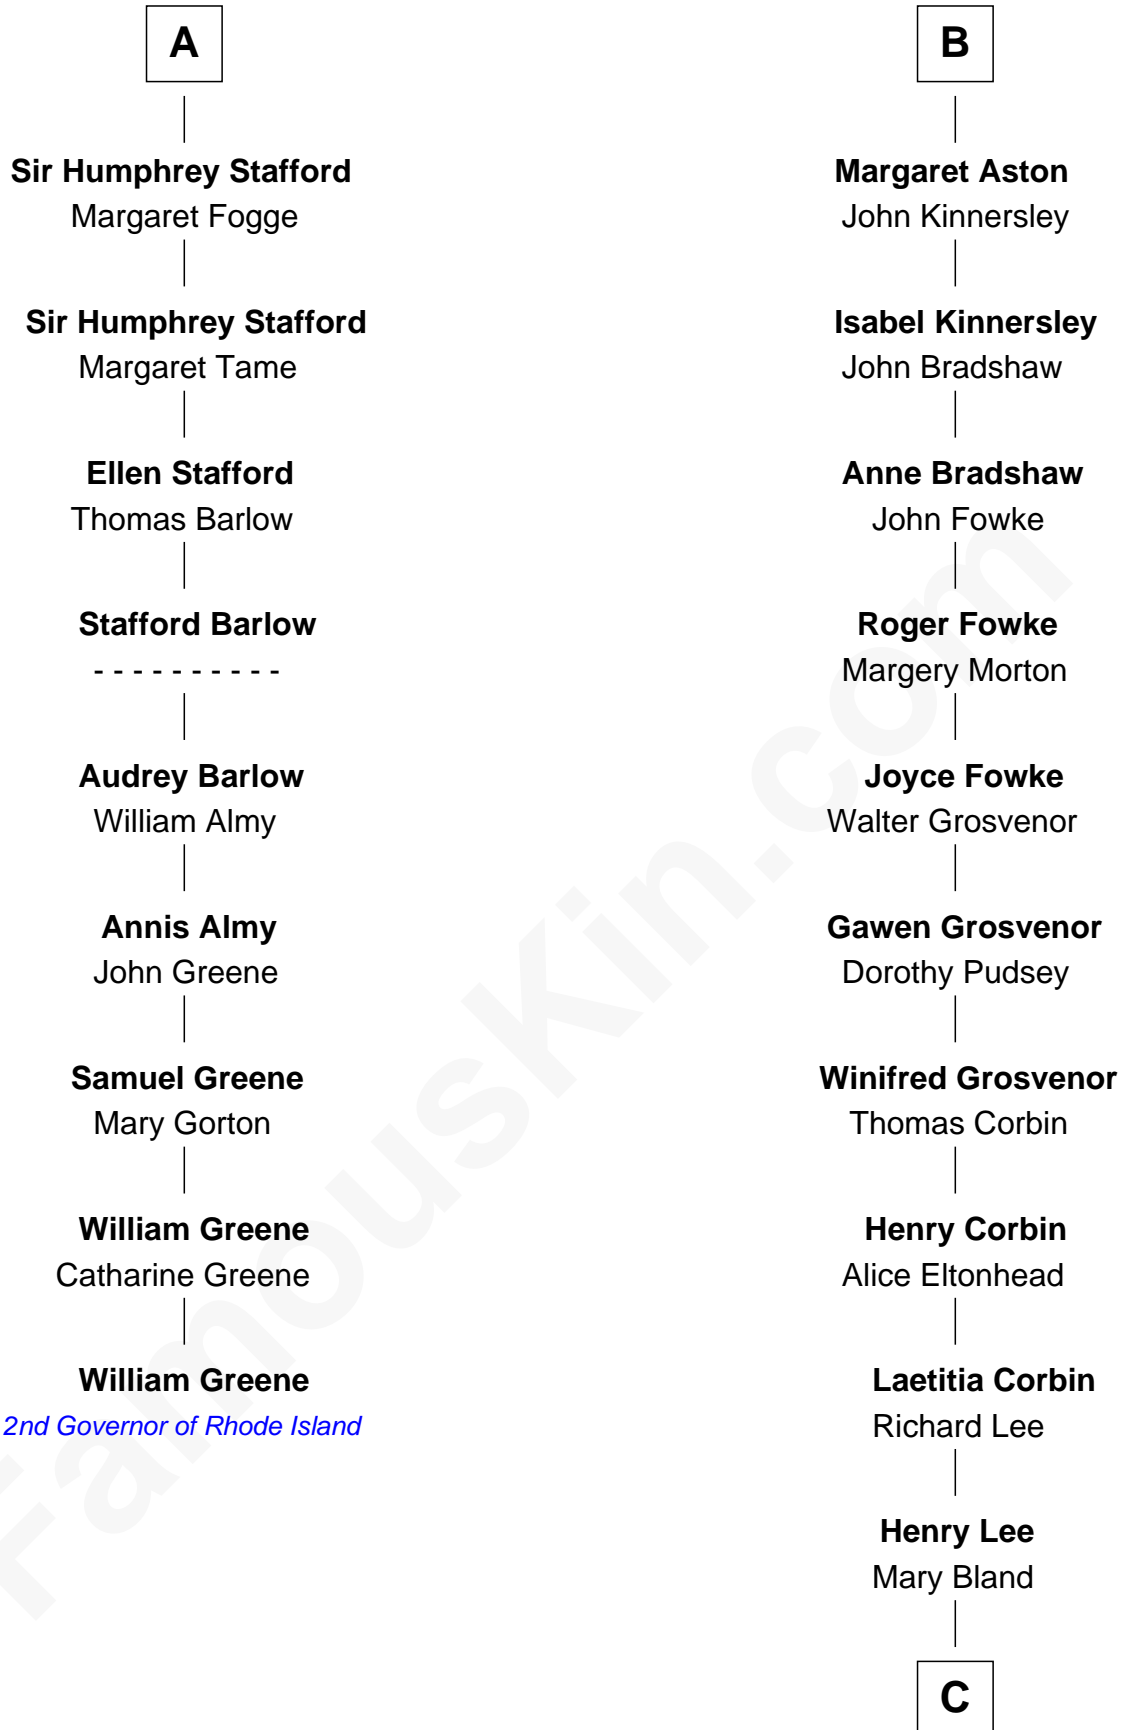 A
Sir Humphrey Stafford
Margaret Fogge
Sir Humphrey Stafford
Margaret Tame
Ellen Stafford
Thomas Barlow
Stafford Barlow
- - - - - - - - - -
Audrey Barlow
William Almy
Annis Almy
John Greene
Samuel Greene
Mary Gorton
William Greene
Catharine Greene
William Greene
2nd Governor of Rhode Island
B
Margaret Aston
John Kinnersley
Isabel Kinnersley
John Bradshaw
Anne Bradshaw
John Fowke
Roger Fowke
Margery Morton
Joyce Fowke
Walter Grosvenor
Gawen Grosvenor
Dorothy Pudsey
Winifred Grosvenor
Thomas Corbin
Henry Corbin
Alice Eltonhead
Laetitia Corbin
Richard Lee
Henry Lee
Mary Bland
C
FamousKin.com